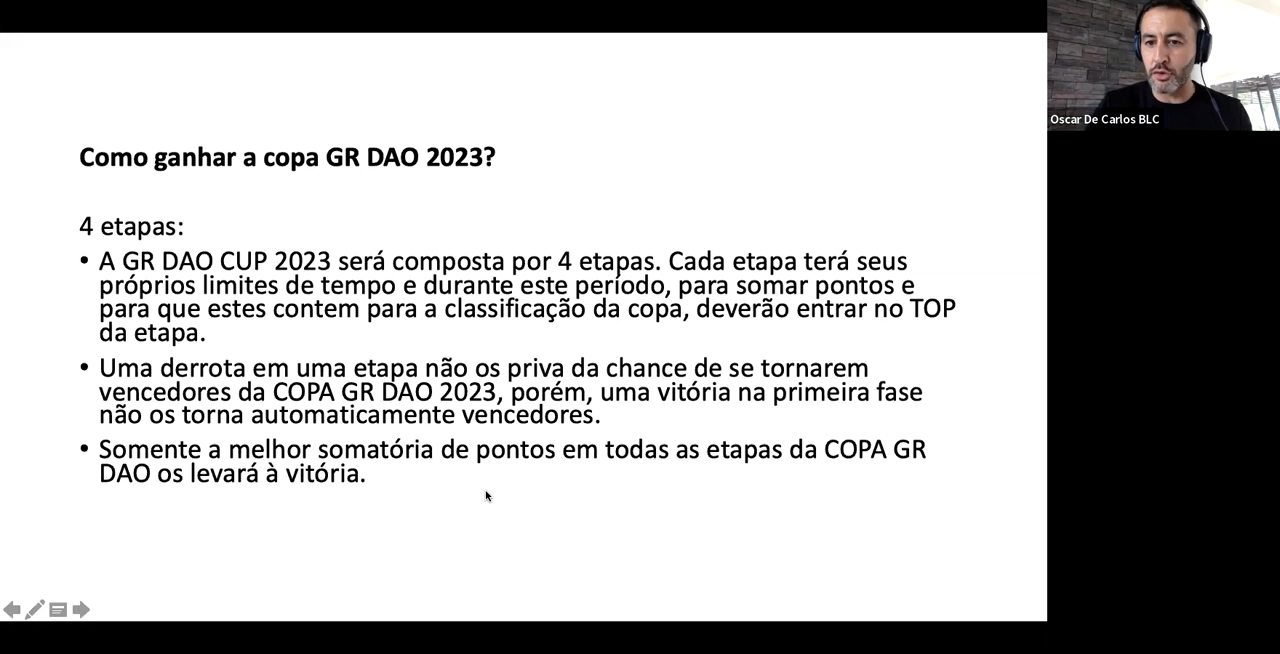 Como ganhar a copa GR DAO 2023?
4 etapas:
• A GR DAO CUP 2023 será composta por 4 etapas. Cada etapa terá seus
próprios limites de tempo e durante este período, para somar pontos e
para que estes contem para a classificação da copa, deverão entrar no TOP
da etapa.
• Uma derrota em uma etapa não os priva da chance de se tornarem
vencedores da COPA GR DAO 2023, porém, uma vitória na primeira fase
não os torna automaticamente vencedores.
• Somente a melhor somatória de pontos em todas as etapas da COPA GR
DAO os levará à vitória.
Oscar De Carlos BLC